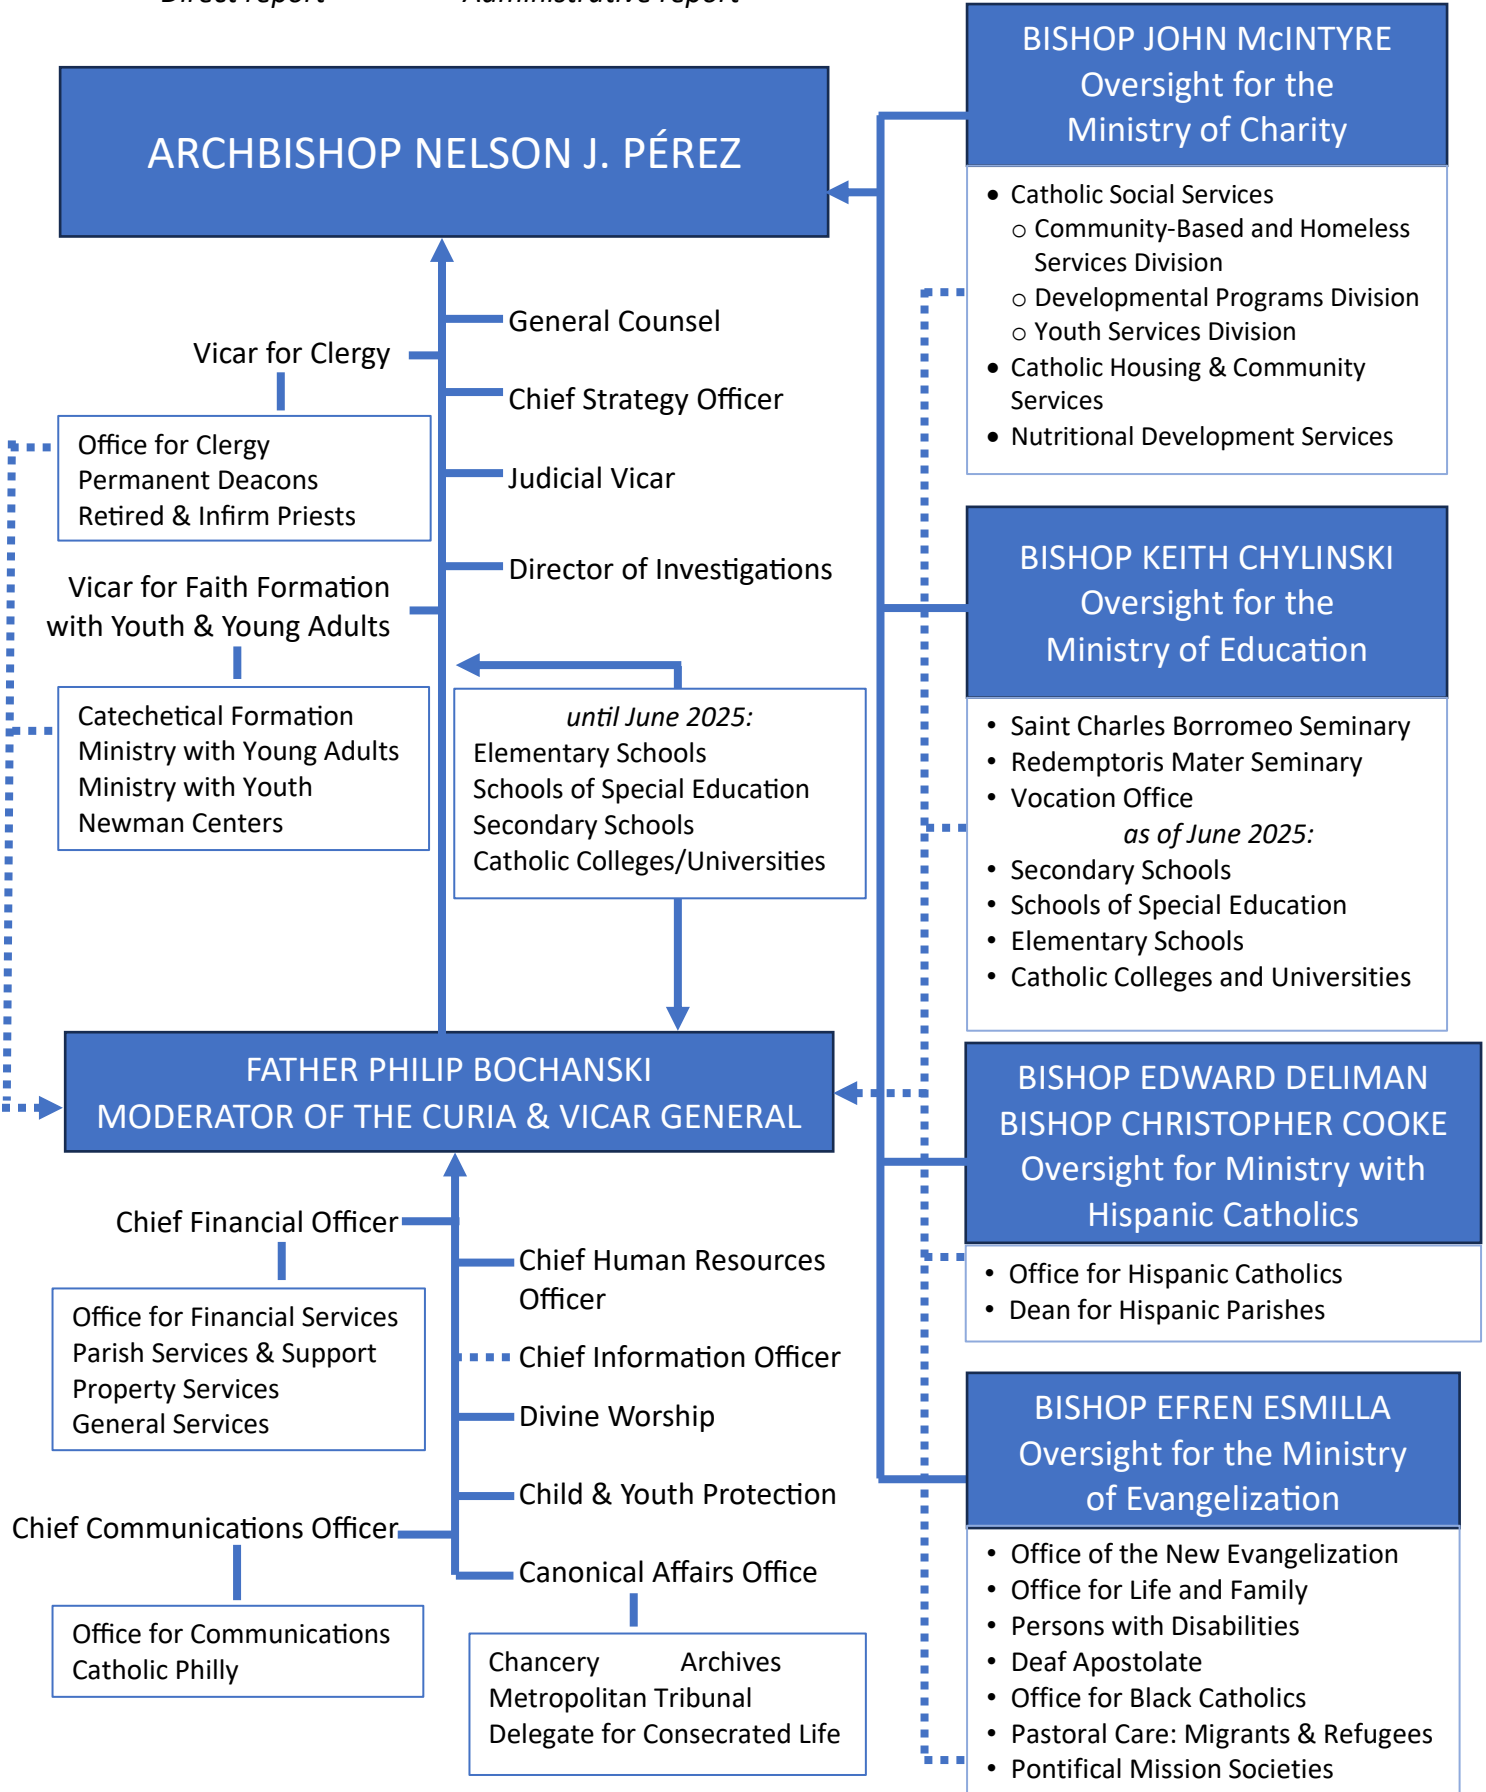 Direct report
Administrative report
ARCHBISHOP NELSON J. PÉREZ
General Counsel
Vicar for Clergy
Chief Strategy Officer
Office for Clergy
Permanent Deacons
Retired & Infirm Priests
Judicial Vicar
Director of Investigations
Vicar for Faith Formation
with Youth & Young Adults
Catechetical Formation
Ministry with Young Adults
Ministry with Youth
Newman Centers
until June 2025:
Elementary Schools
Schools of Special Education
Secondary Schools
Catholic Colleges/Universities
FATHER PHILIP BOCHANSKI
MODERATOR OF THE CURIA & VICAR GENERAL
Chief Financial Officer
Office for Financial Services
Parish Services & Support
Property Services
General Services
Chief Human Resources
Officer
Chief Information Officer
Divine Worship
Child & Youth Protection
Chief Communications Officer
Office for Communications
Catholic Philly
Canonical Affairs Office
Chancery Archives
Metropolitan Tribunal
Delegate for Consecrated Life
BISHOP JOHN McINTYRE
Oversight for the
Ministry of Charity
• Catholic Social Services
o Community-Based and Homeless
Services Division
o Developmental Programs Division
o Youth Services Division
• Catholic Housing & Community
Services
• Nutritional Development Services
BISHOP KEITH CHYLINSKI
Oversight for the
Ministry of Education
• Saint Charles Borromeo Seminary
• Redemptoris Mater Seminary
• Vocation Office
as of June 2025:
• Secondary Schools
• Schools of Special Education
• Elementary Schools
• Catholic Colleges and Universities
BISHOP EDWARD DELIMAN
BISHOP CHRISTOPHER COOKE
Oversight for Ministry with
Hispanic Catholics
• Office for Hispanic Catholics
• Dean for Hispanic Parishes
BISHOP EFREN ESMILLA
Oversight for the Ministry
of Evangelization
• Office of the New Evangelization
• Office for Life and Family
• Persons with Disabilities
• Deaf Apostolate
• Office for Black Catholics
• Pastoral Care: Migrants & Refugees
• Pontifical Mission Societies